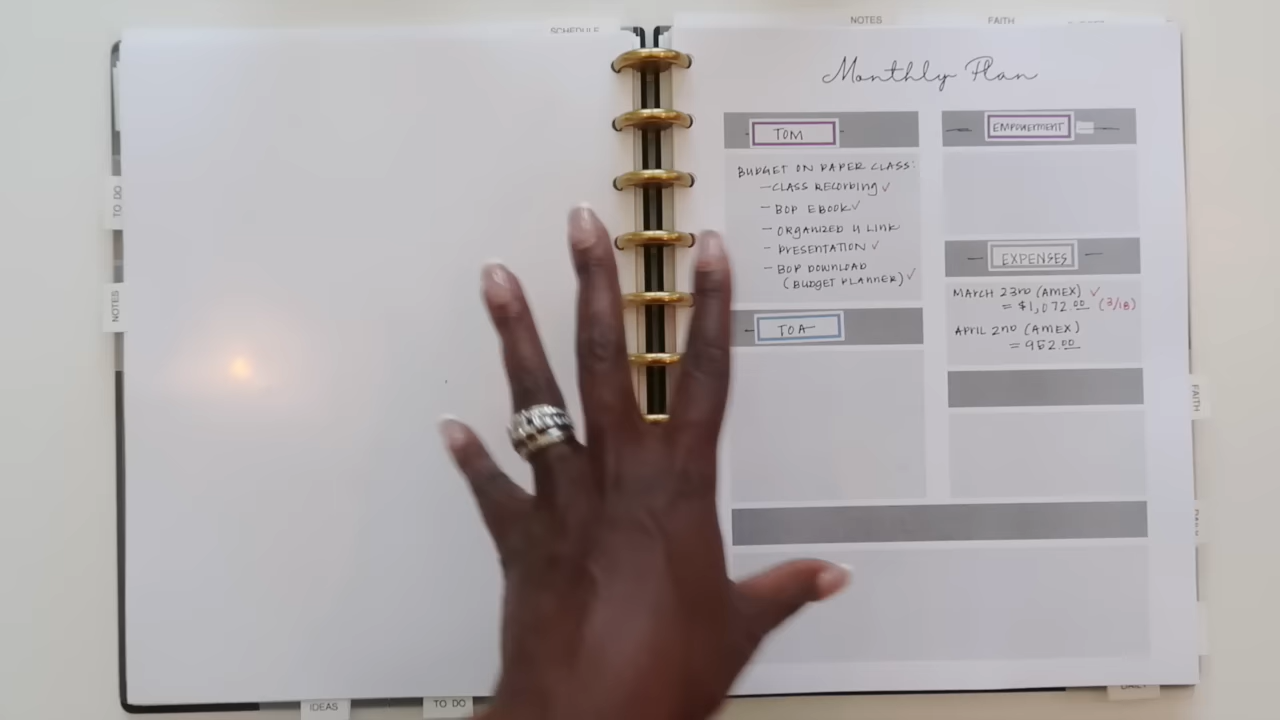 SCHEDULE
NOTES
FAITH
Monthly Plan
TOM
BUDGET ON PAPER CLASS:
– CLASS RECORDING ✓
– BOP EBOOK ✓
– ORGANIZED 4 LINK
– PRESENTATION ✓
– BOP DOWNLOAD
(BUDGET PLANNER) ✓
TOA
EMPOWERMENT
EXPENSES
MARCH 23RD (AMEX) ✓
= $1,072.00 (3/18)
APRIL 2ND (AMEX)
= 952.00
TO DO
NOTES
FAITH
IDEAS
TO DO
DAILY